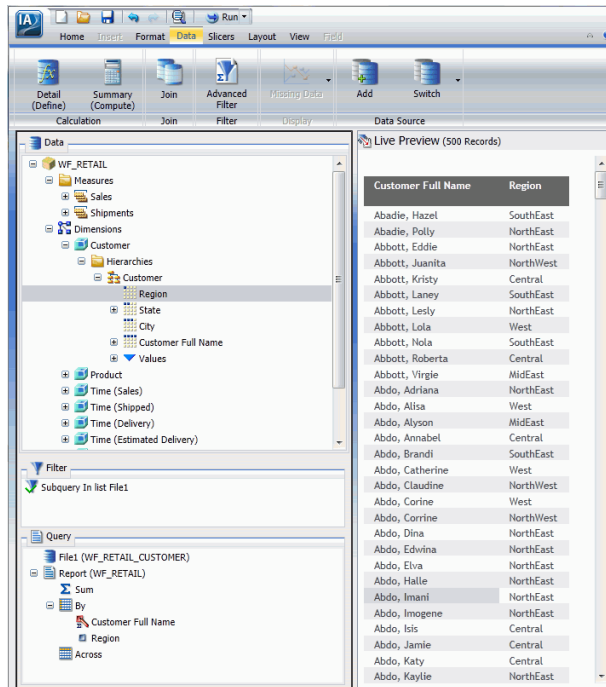 IA
Run
Home Insert Format Data Slicers Layout View Field
Detail (Define)
Summary (Compute)
Join
Advanced Filter
Missing Data
Add
Switch
Calculation Join Filter Display Data Source
Data
WF_RETAIL
Measures
Sales
Shipments
Dimensions
Customer
Hierarchies
Customer
Region
State
City
Customer Full Name
Values
Product
Time (Sales)
Time (Shipped)
Time (Delivery)
Time (Estimated Delivery)
Filter
Subquery In list File1
Query
File1 (WF_RETAIL_CUSTOMER)
Report (WF_RETAIL)
Sum
By
Customer Full Name
Region
Across
Live Preview (500 Records)
Customer Full Name Region
Abadie, Hazel SouthEast
Abadie, Polly NorthEast
Abbott, Eddie NorthEast
Abbott, Juanita NorthWest
Abbott, Kristy Central
Abbott, Laney SouthEast
Abbott, Lesly NorthEast
Abbott, Lola West
Abbott, Nola SouthEast
Abbott, Roberta Central
Abbott, Virgie MidEast
Abdo, Adriana NorthEast
Abdo, Alisa West
Abdo, Alyson MidEast
Abdo, Annabel Central
Abdo, Brandi SouthEast
Abdo, Catherine West
Abdo, Claudine NorthWest
Abdo, Corine West
Abdo, Corrine NorthWest
Abdo, Dina NorthEast
Abdo, Edwina NorthEast
Abdo, Elva NorthEast
Abdo, Halle NorthEast
Abdo, Imani NorthEast
Abdo, Imogene NorthEast
Abdo, Isis Central
Abdo, Jamie Central
Abdo, Katy Central
Abdo, Kaylie NorthEast